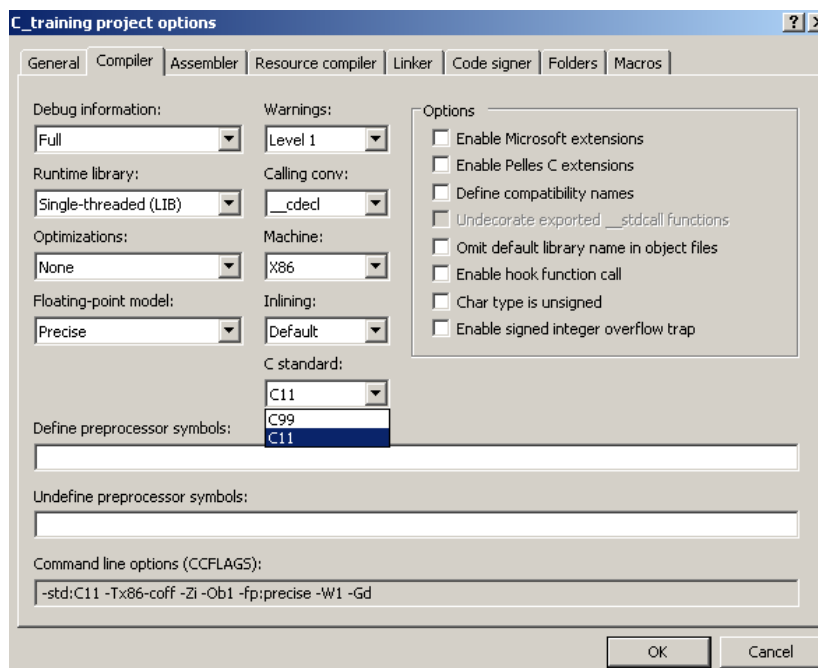 C_training project options
General Compiler Assembler Resource compiler Linker Code signer Folders Macros
Debug information:
Full
Runtime library:
Single-threaded (LIB)
Optimizations:
None
Floating-point model:
Precise
Warnings:
Level 1
Calling conv:
__cdecl
Machine:
X86
Inlining:
Default
C standard:
C11
C99
C11
Options
Enable Microsoft extensions
Enable Pelles C extensions
Define compatibility names
Undecorate exported __stdcall functions
Omit default library name in object files
Enable hook function call
Char type is unsigned
Enable signed integer overflow trap
Define preprocessor symbols:
Undefine preprocessor symbols:
Command line options (CCFLAGS):
-std:C11 -Tx86-coff -Zi -Ob1 -fp:precise -W1 -Gd
OK Cancel